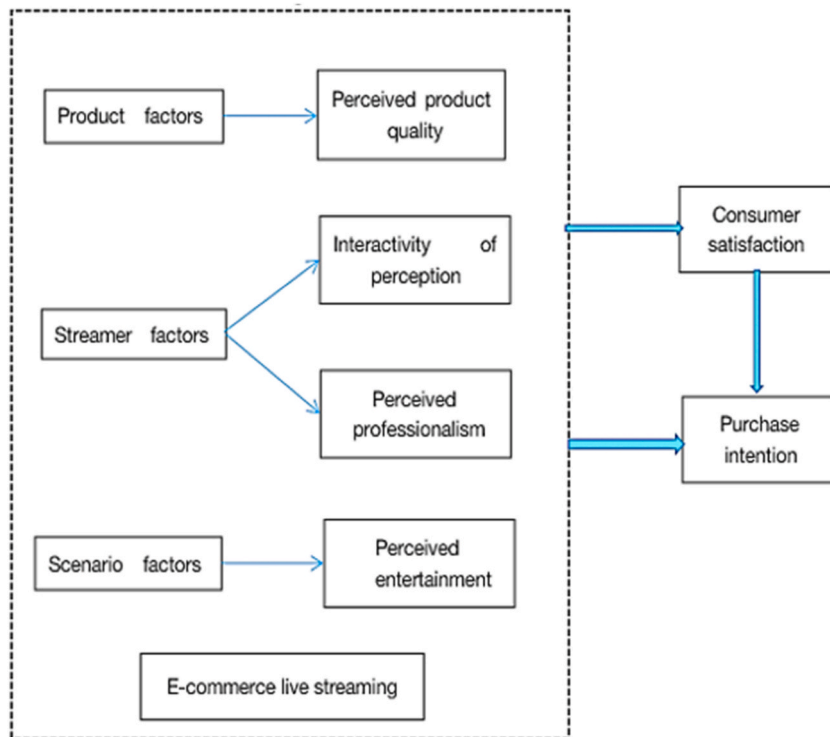 Product factors
Perceived product
quality
Interactivity of
perception
Streamer factors
Perceived
professionalism
Scenario factors
Perceived
entertainment
E-commerce live streaming
Consumer
satisfaction
Purchase
intention